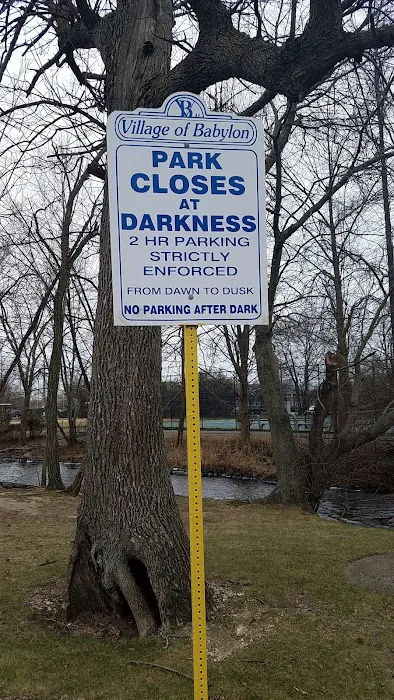 VB
Village of Babylon
PARK
CLOSES
AT
DARKNESS
2 HR PARKING
STRICTLY
ENFORCED
FROM DAWN TO DUSK
NO PARKING AFTER DARK